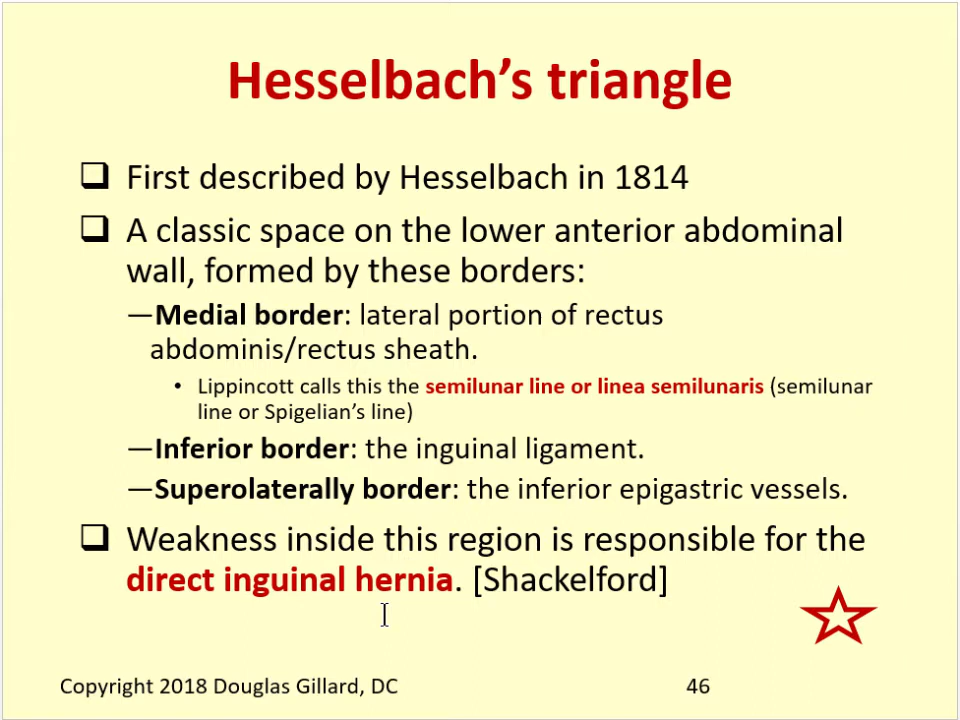 Hesselbach's triangle
First described by Hesselbach in 1814
A classic space on the lower anterior abdominal
wall, formed by these borders:
—Medial border: lateral portion of rectus
abdominis/rectus sheath.
• Lippincott calls this the semilunar line or linea semilunaris (semilunar
line or Spigelian's line)
—Inferior border: the inguinal ligament.
—Superolaterally border: the inferior epigastric vessels.
Weakness inside this region is responsible for the
direct inguinal hernia. [Shackelford]
Copyright 2018 Douglas Gillard, DC 46